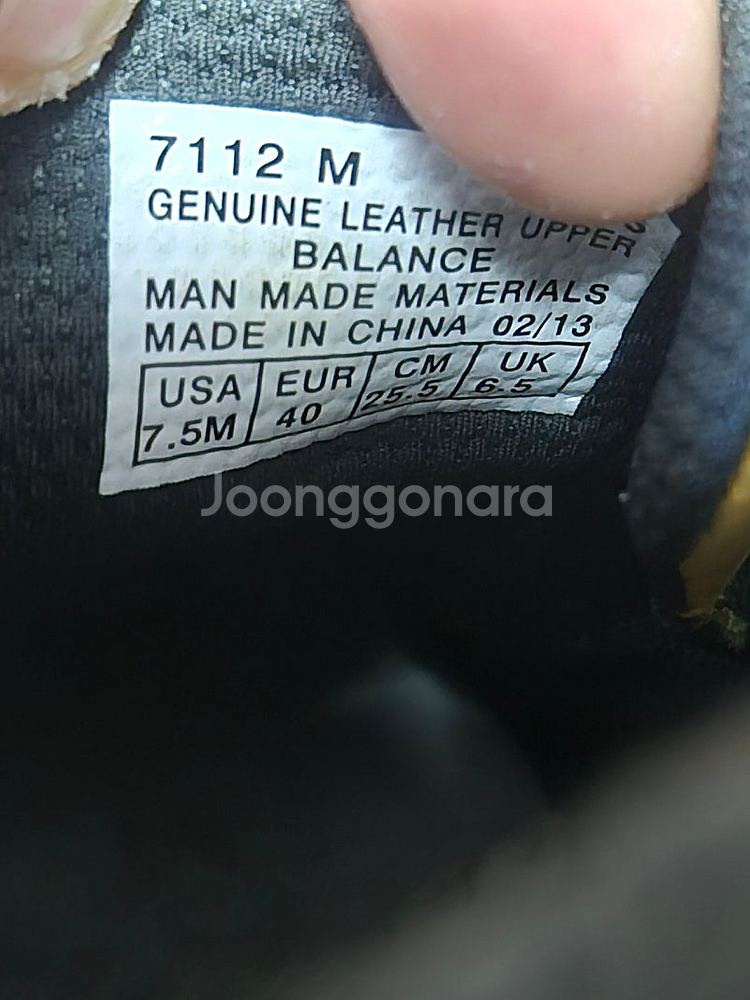 7112 M
GENUINE LEATHER UPPER
BALANCE
MAN MADE MATERIALS
MADE IN CHINA 02/13
USA EUR CM UK
7.5M 40 25.5 6.5
Joonggonara